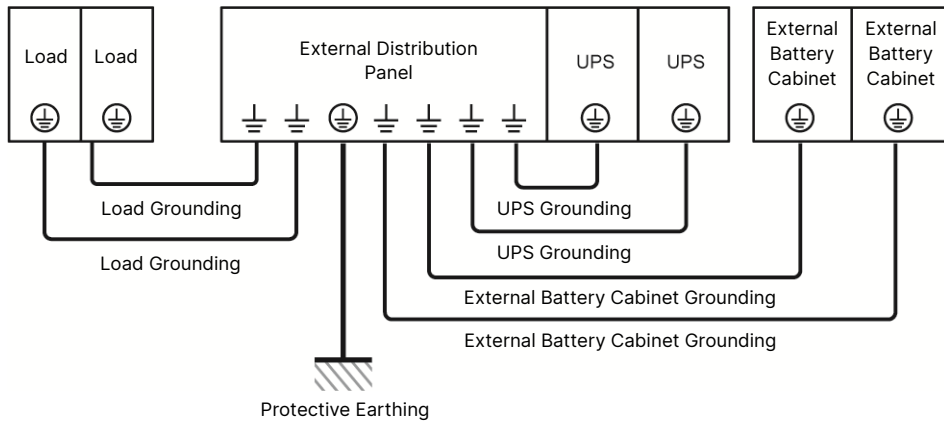 Load
Load
External Distribution
Panel
UPS
UPS
External
Battery
Cabinet
External
Battery
Cabinet
Load Grounding
UPS Grounding
UPS Grounding
Load Grounding
External Battery Cabinet Grounding
External Battery Cabinet Grounding
Protective Earthing